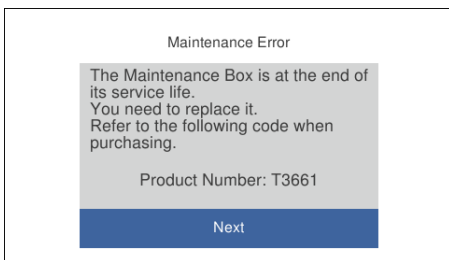 Maintenance Error
The Maintenance Box is at the end of
its service life.
You need to replace it.
Refer to the following code when
purchasing.
Product Number: T3661
Next